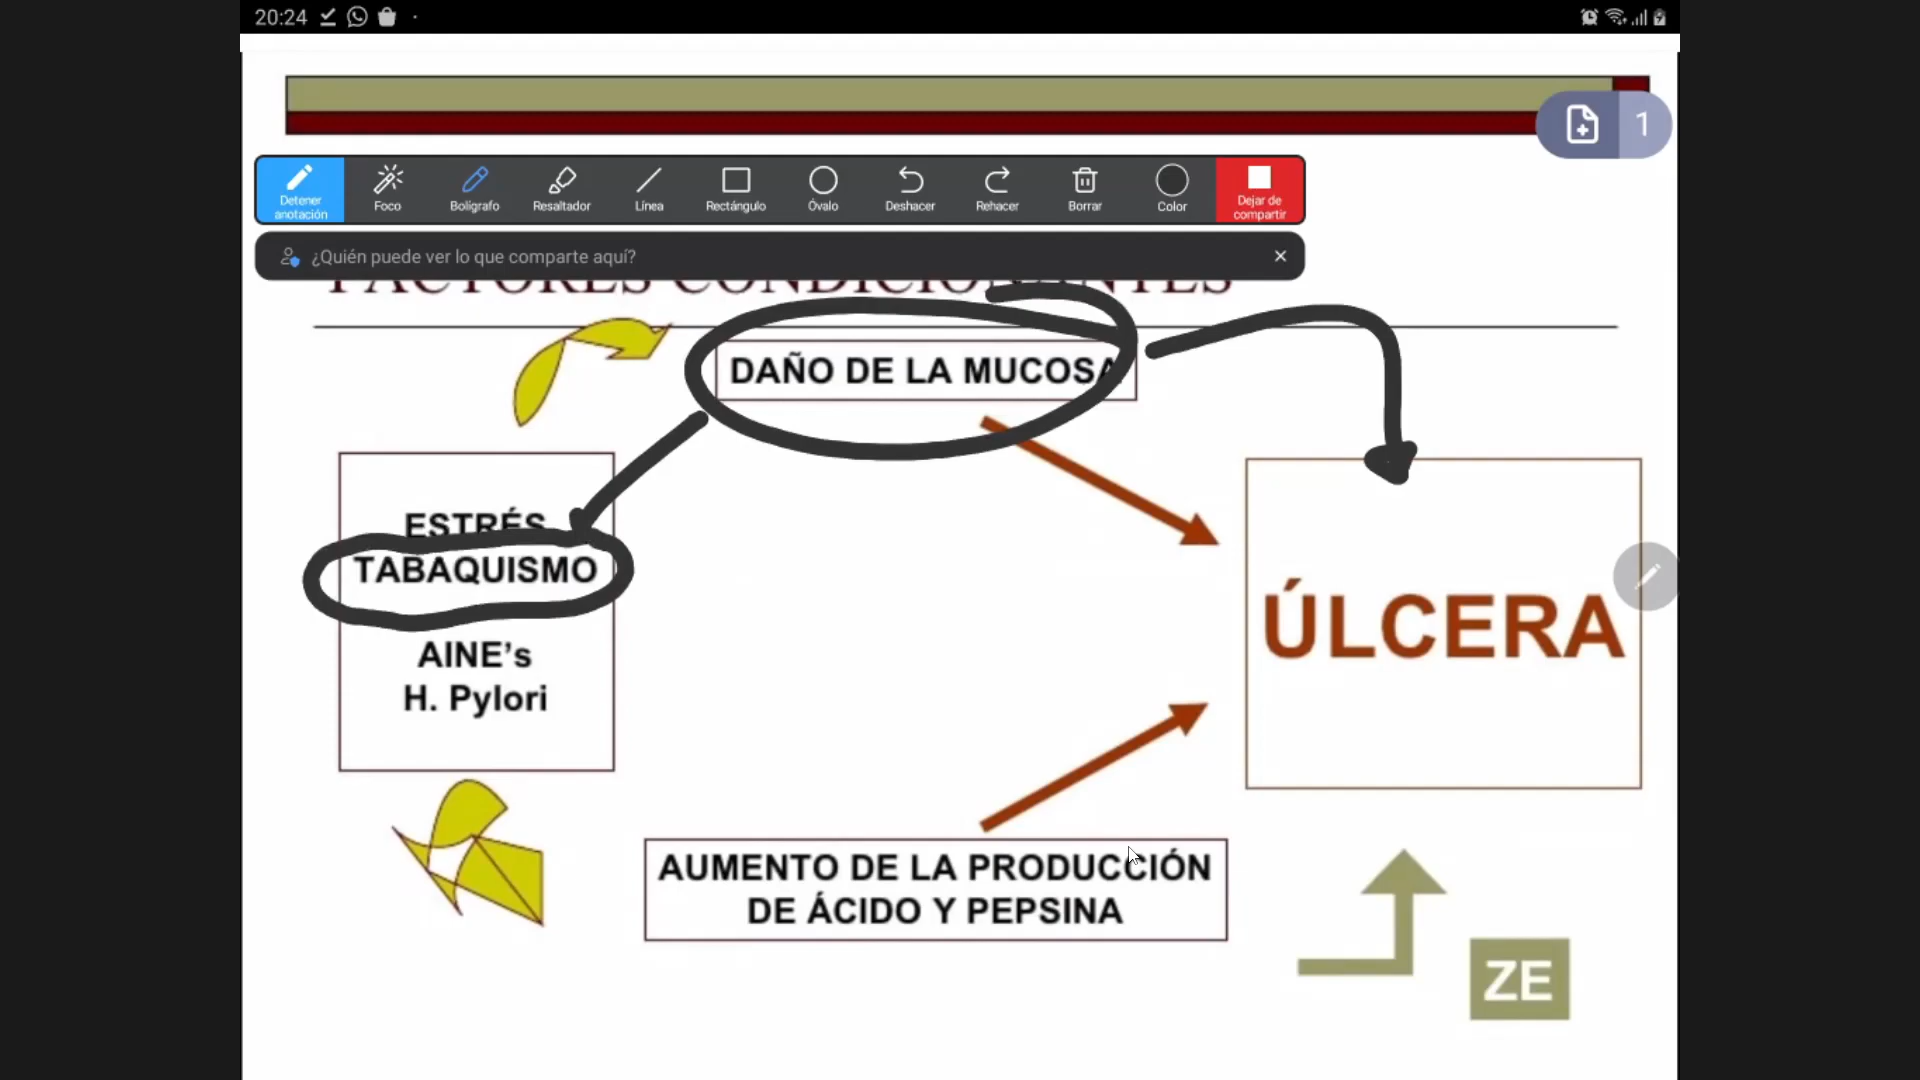 20:24
1
Detener
anotación
Foco
Bolígrafo
Resaltador
Línea
Rectángulo
Óvalo
Deshacer
Rehacer
Borrar
Color
Dejar de
compartir
¿Quién puede ver lo que comparte aquí?
FACTORES CONDICIONANTES
DAÑO DE LA MUCOSA
ESTRÉS
TABAQUISMO
AINE’s
H. Pylori
ÚLCERA
AUMENTO DE LA PRODUCCIÓN
DE ÁCIDO Y PEPSINA
ZE